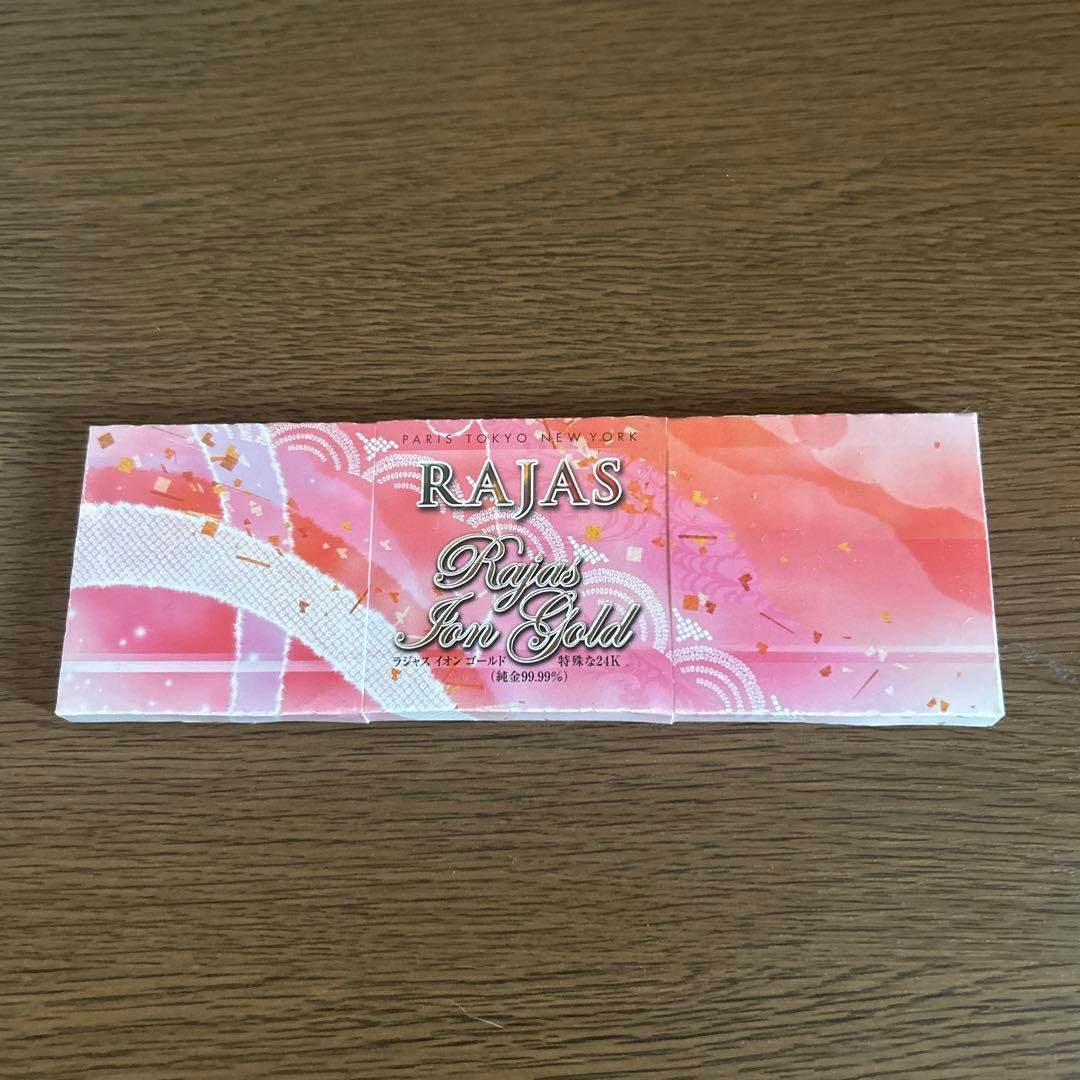 PARIS TOKYO NEW YORK
RAJAS
Rajas
Ion Gold
ラジャス イオン ゴールド 特殊な24K
(純金99.99%)